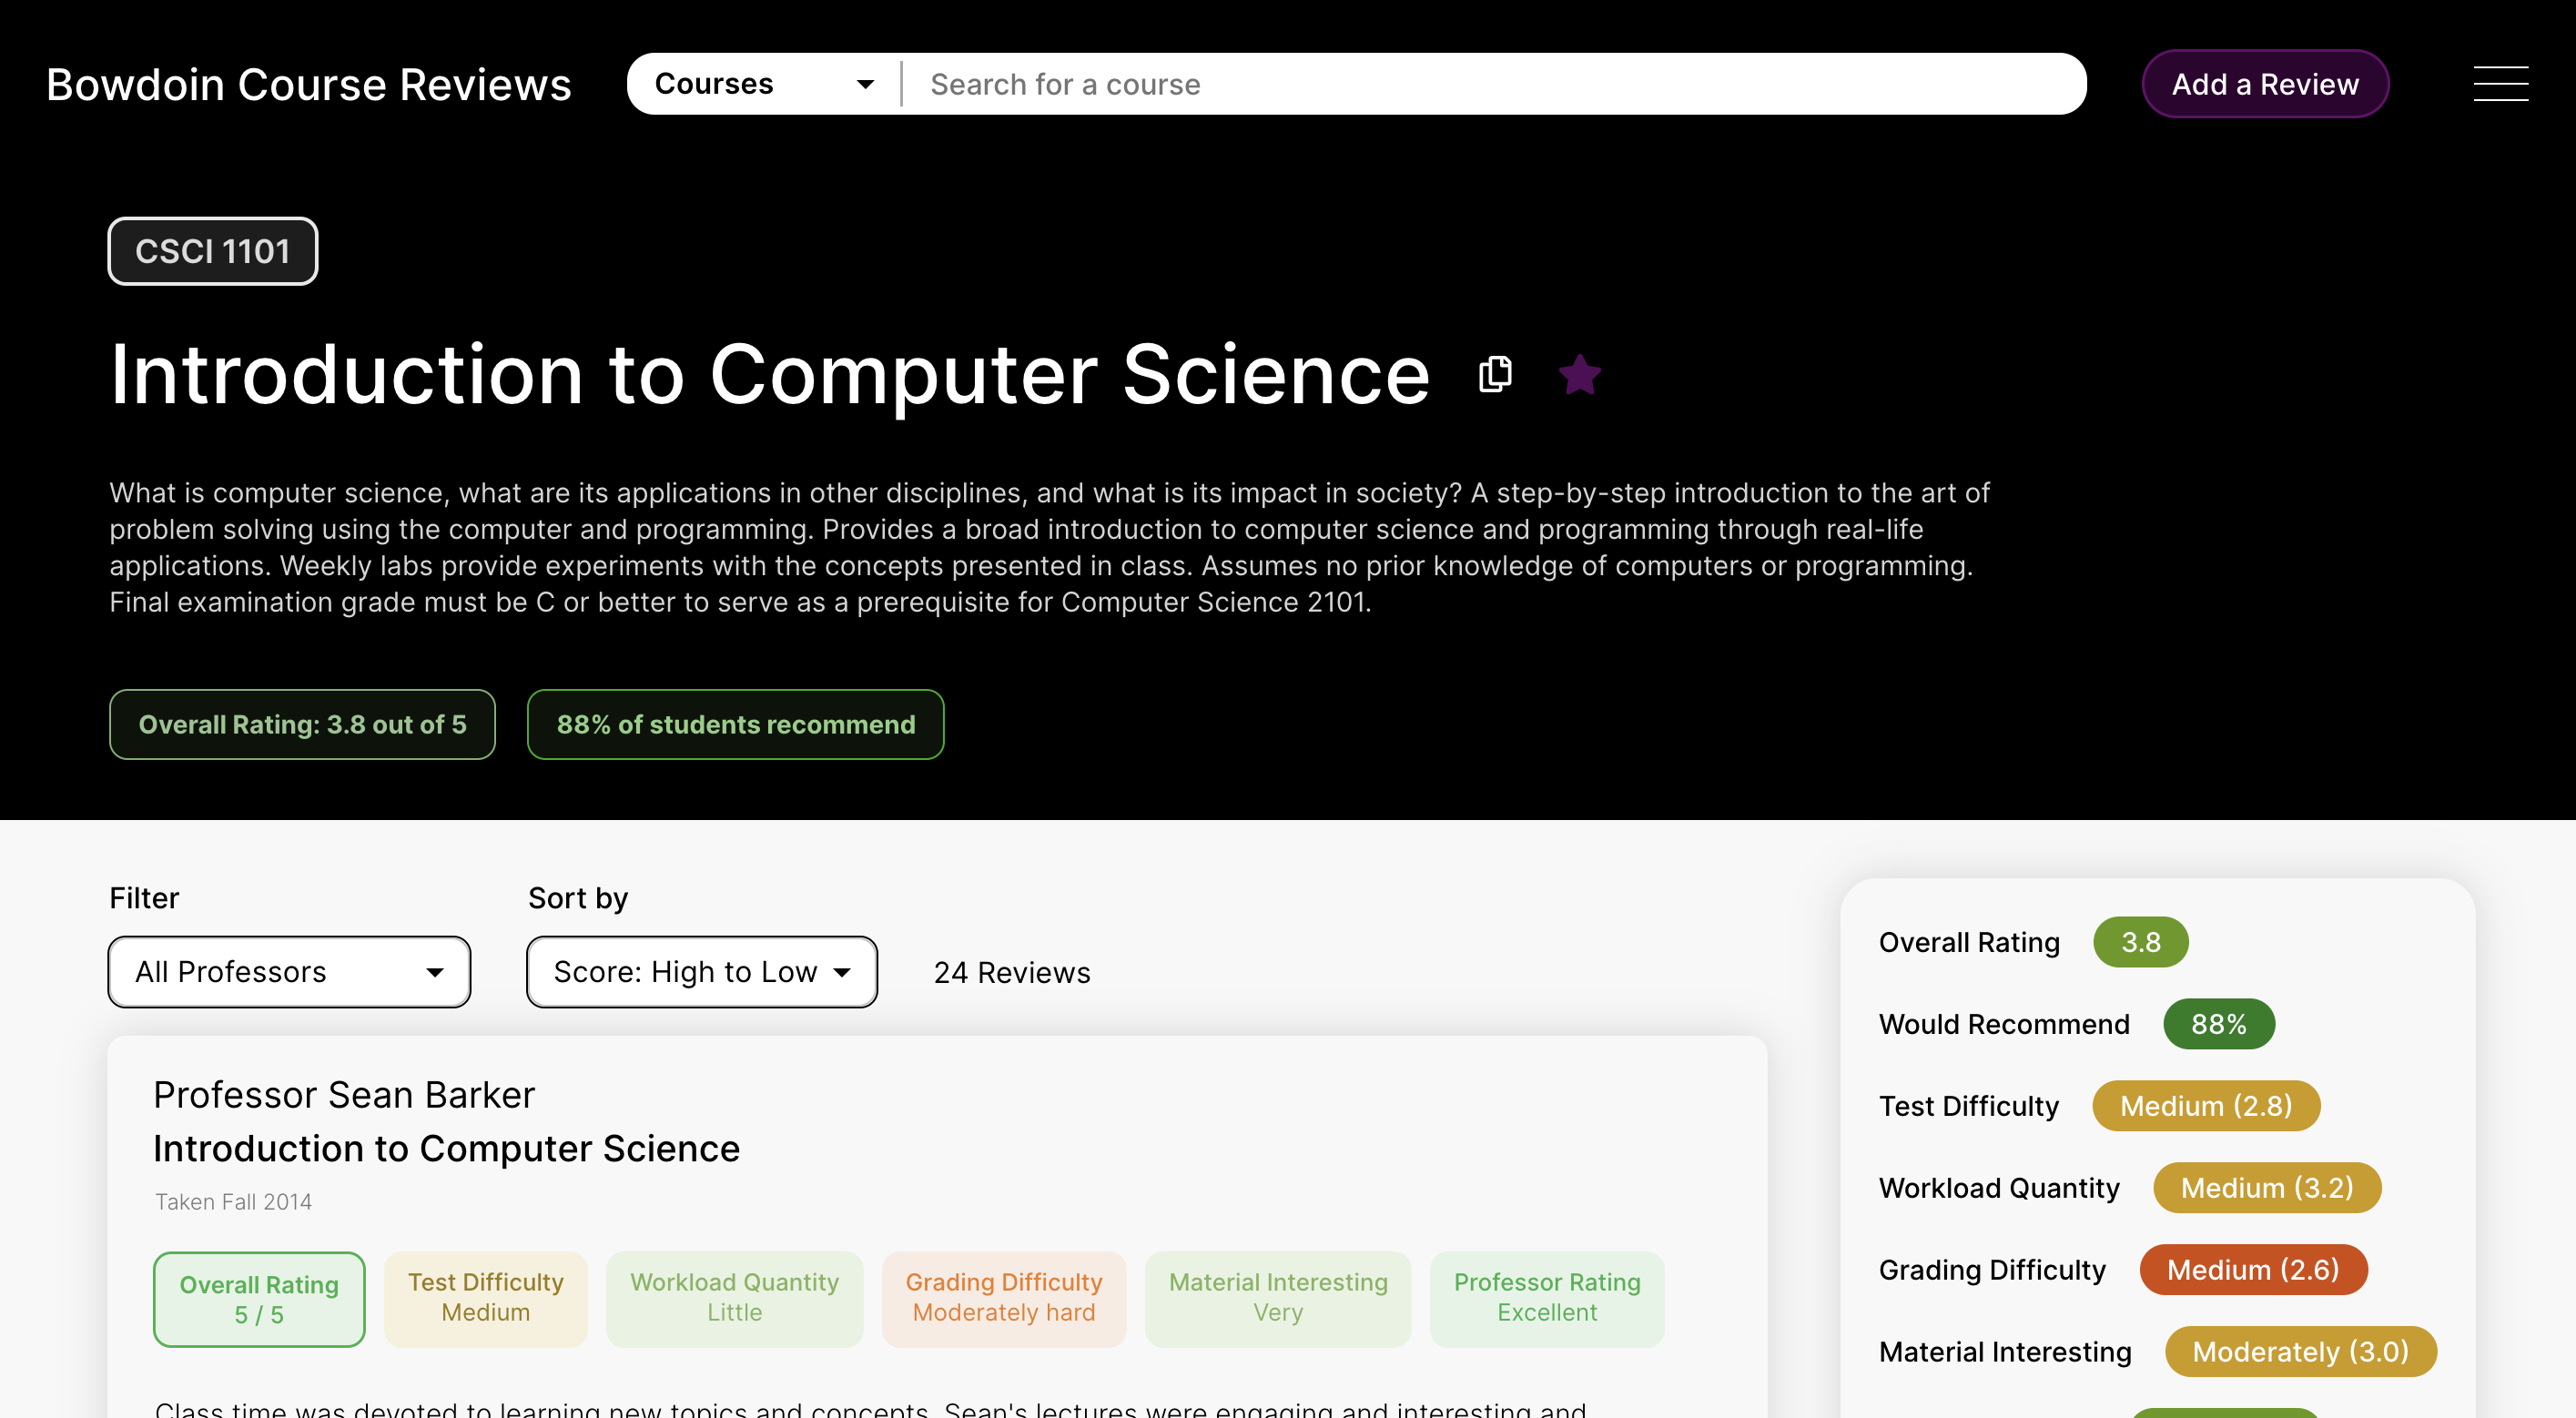 Bowdoin Course Reviews
Courses
Search for a course
Add a Review
CSCI 1101
Introduction to Computer Science
What is computer science, what are its applications in other disciplines, and what is its impact in society? A step-by-step introduction to the art of
problem solving using the computer and programming. Provides a broad introduction to computer science and programming through real-life
applications. Weekly labs provide experiments with the concepts presented in class. Assumes no prior knowledge of computers or programming.
Final examination grade must be C or better to serve as a prerequisite for Computer Science 2101.
Overall Rating: 3.8 out of 5
88% of students recommend
Filter
All Professors
Sort by
Score: High to Low
24 Reviews
Professor Sean Barker
Introduction to Computer Science
Taken Fall 2014
Overall Rating
5 / 5
Test Difficulty
Medium
Workload Quantity
Little
Grading Difficulty
Moderately hard
Material Interesting
Very
Professor Rating
Excellent
Class time was devoted to learning new topics and concepts. Sean's lectures were engaging and interesting and
Overall Rating 3.8
Would Recommend 88%
Test Difficulty Medium (2.8)
Workload Quantity Medium (3.2)
Grading Difficulty Medium (2.6)
Material Interesting Moderately (3.0)